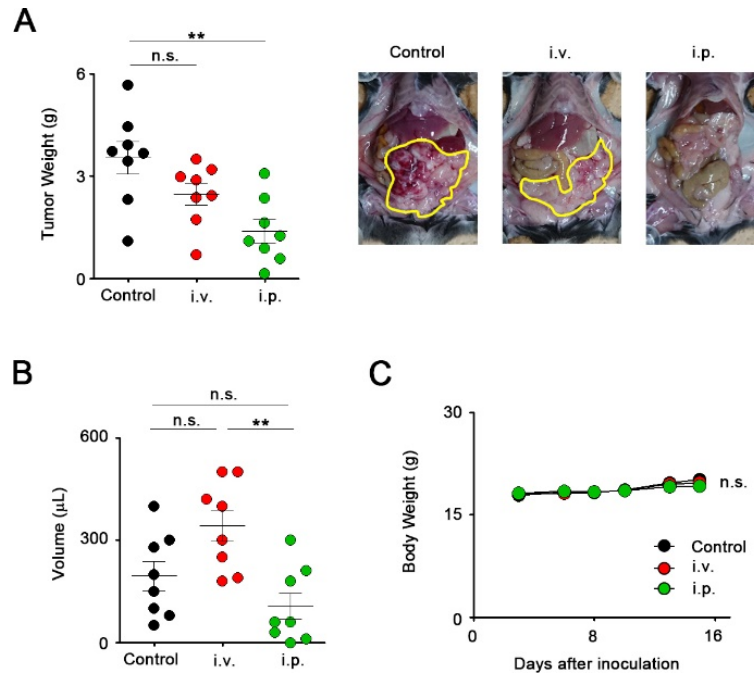 A
**
n.s.
6
3
0
Tumor Weight (g)
Control
i.v.
i.p.
Control
i.v.
i.p.
B
n.s.
n.s.
**
600
300
0
Volume (μL)
Control
i.v.
i.p.
C
30
15
0
Body Weight (g)
n.s.
Control
i.v.
i.p.
0
8
16
Days after inoculation